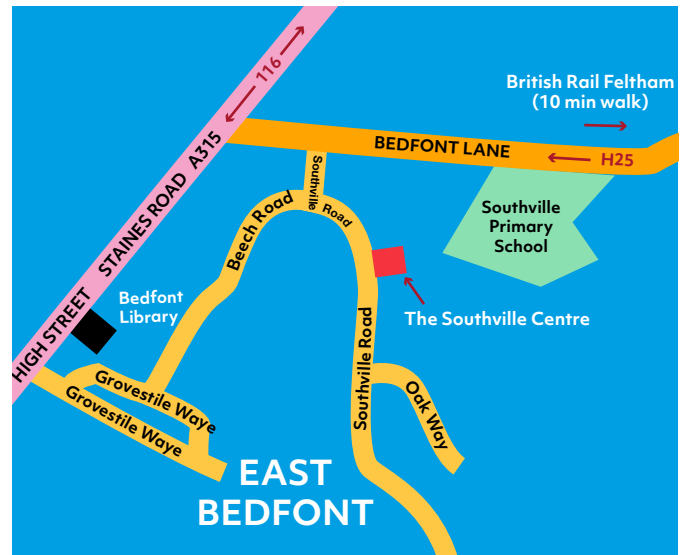 116
British Rail Feltham
(10 min walk)
BEDFONT LANE
H25
HIGH STREET STAINES ROAD A315
Southville
Road
Beech Road
Southville
Primary
School
Bedfont
Library
The Southville Centre
Southville Road
Oak Way
Grovestile Waye
Grovestile Waye
EAST
BEDFONT